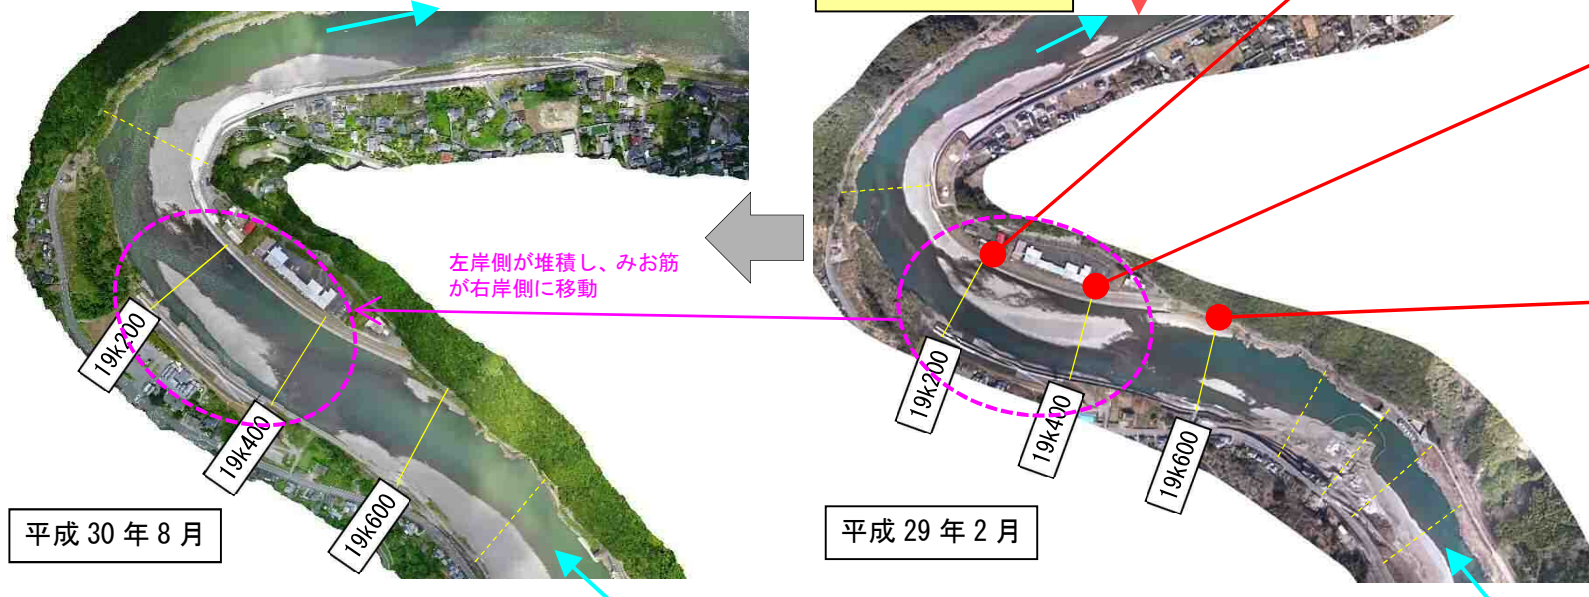 左岸側が堆積し、みお筋
が右岸側に移動
19k200
19k400
19k600
平成 30 年 8 月
19k200
19k400
19k600
平成 29 年 2 月